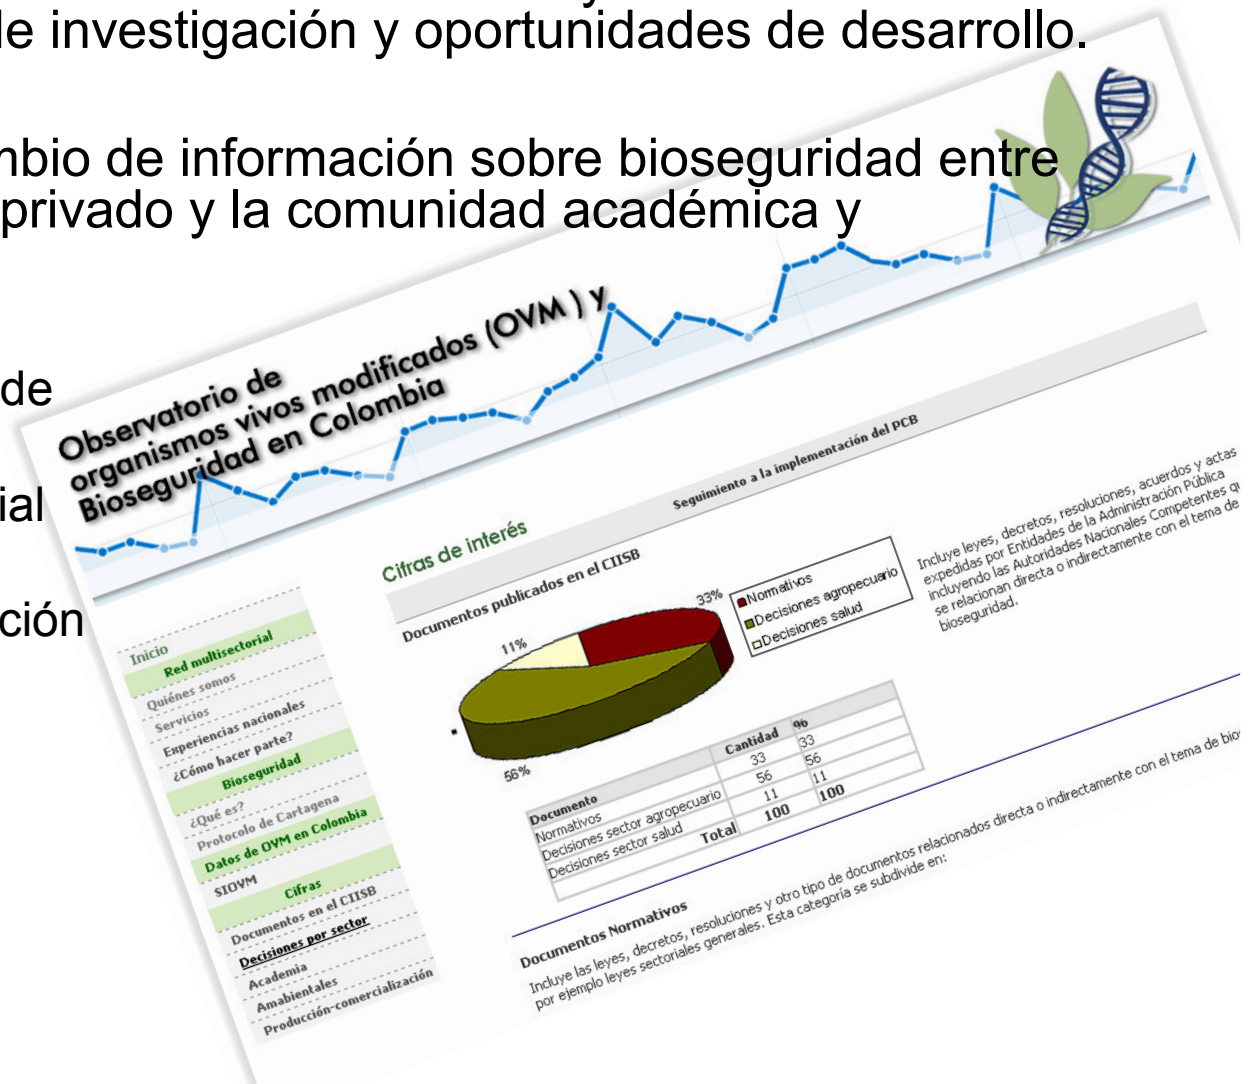 le investigación y oportunidades de desarrollo.
mbio de información sobre bioseguridad entre
privado y la comunidad académica y
de
ial
ción
Observatorio de
organismos vivos modificados (OVM ) y
Bioseguridad en Colombia
Inicio
Red multisectorial
Quiénes somos
Servicios
Experiencias nacionales
¿Cómo hacer parte?
Bioseguridad
¿Qué es?
Protocolo de Cartagena
Datos de OVM en Colombia
SIOVM
Cifras
Documentos en el CIISB
Decisiones por sector
Academia
Amabientales
Producción-comercialización
Cifras de interés
Seguimiento a la implementación del PCB
Documentos publicados en el CIISB
33%
11%
56%
Normativos
Decisiones agropecuario
Decisiones salud
Incluye leyes, decretos, resoluciones, acuerdos y actas
expedidas por Entidades de la Administración Pública
incluyendo las Autoridades Nacionales Competentes qu
se relacionan directa o indirectamente con el tema de
bioseguridad.
Documento Cantidad %
Normativos 33 33
Decisiones sector agropecuario 56 56
Decisiones sector salud 11 11
Total 100 100
Documentos Normativos
Incluye las leyes, decretos, resoluciones y otro tipo de documentos relacionados directa o indirectamente con el tema de bios
por ejemplo leyes sectoriales generales. Esta categoría se subdivide en: